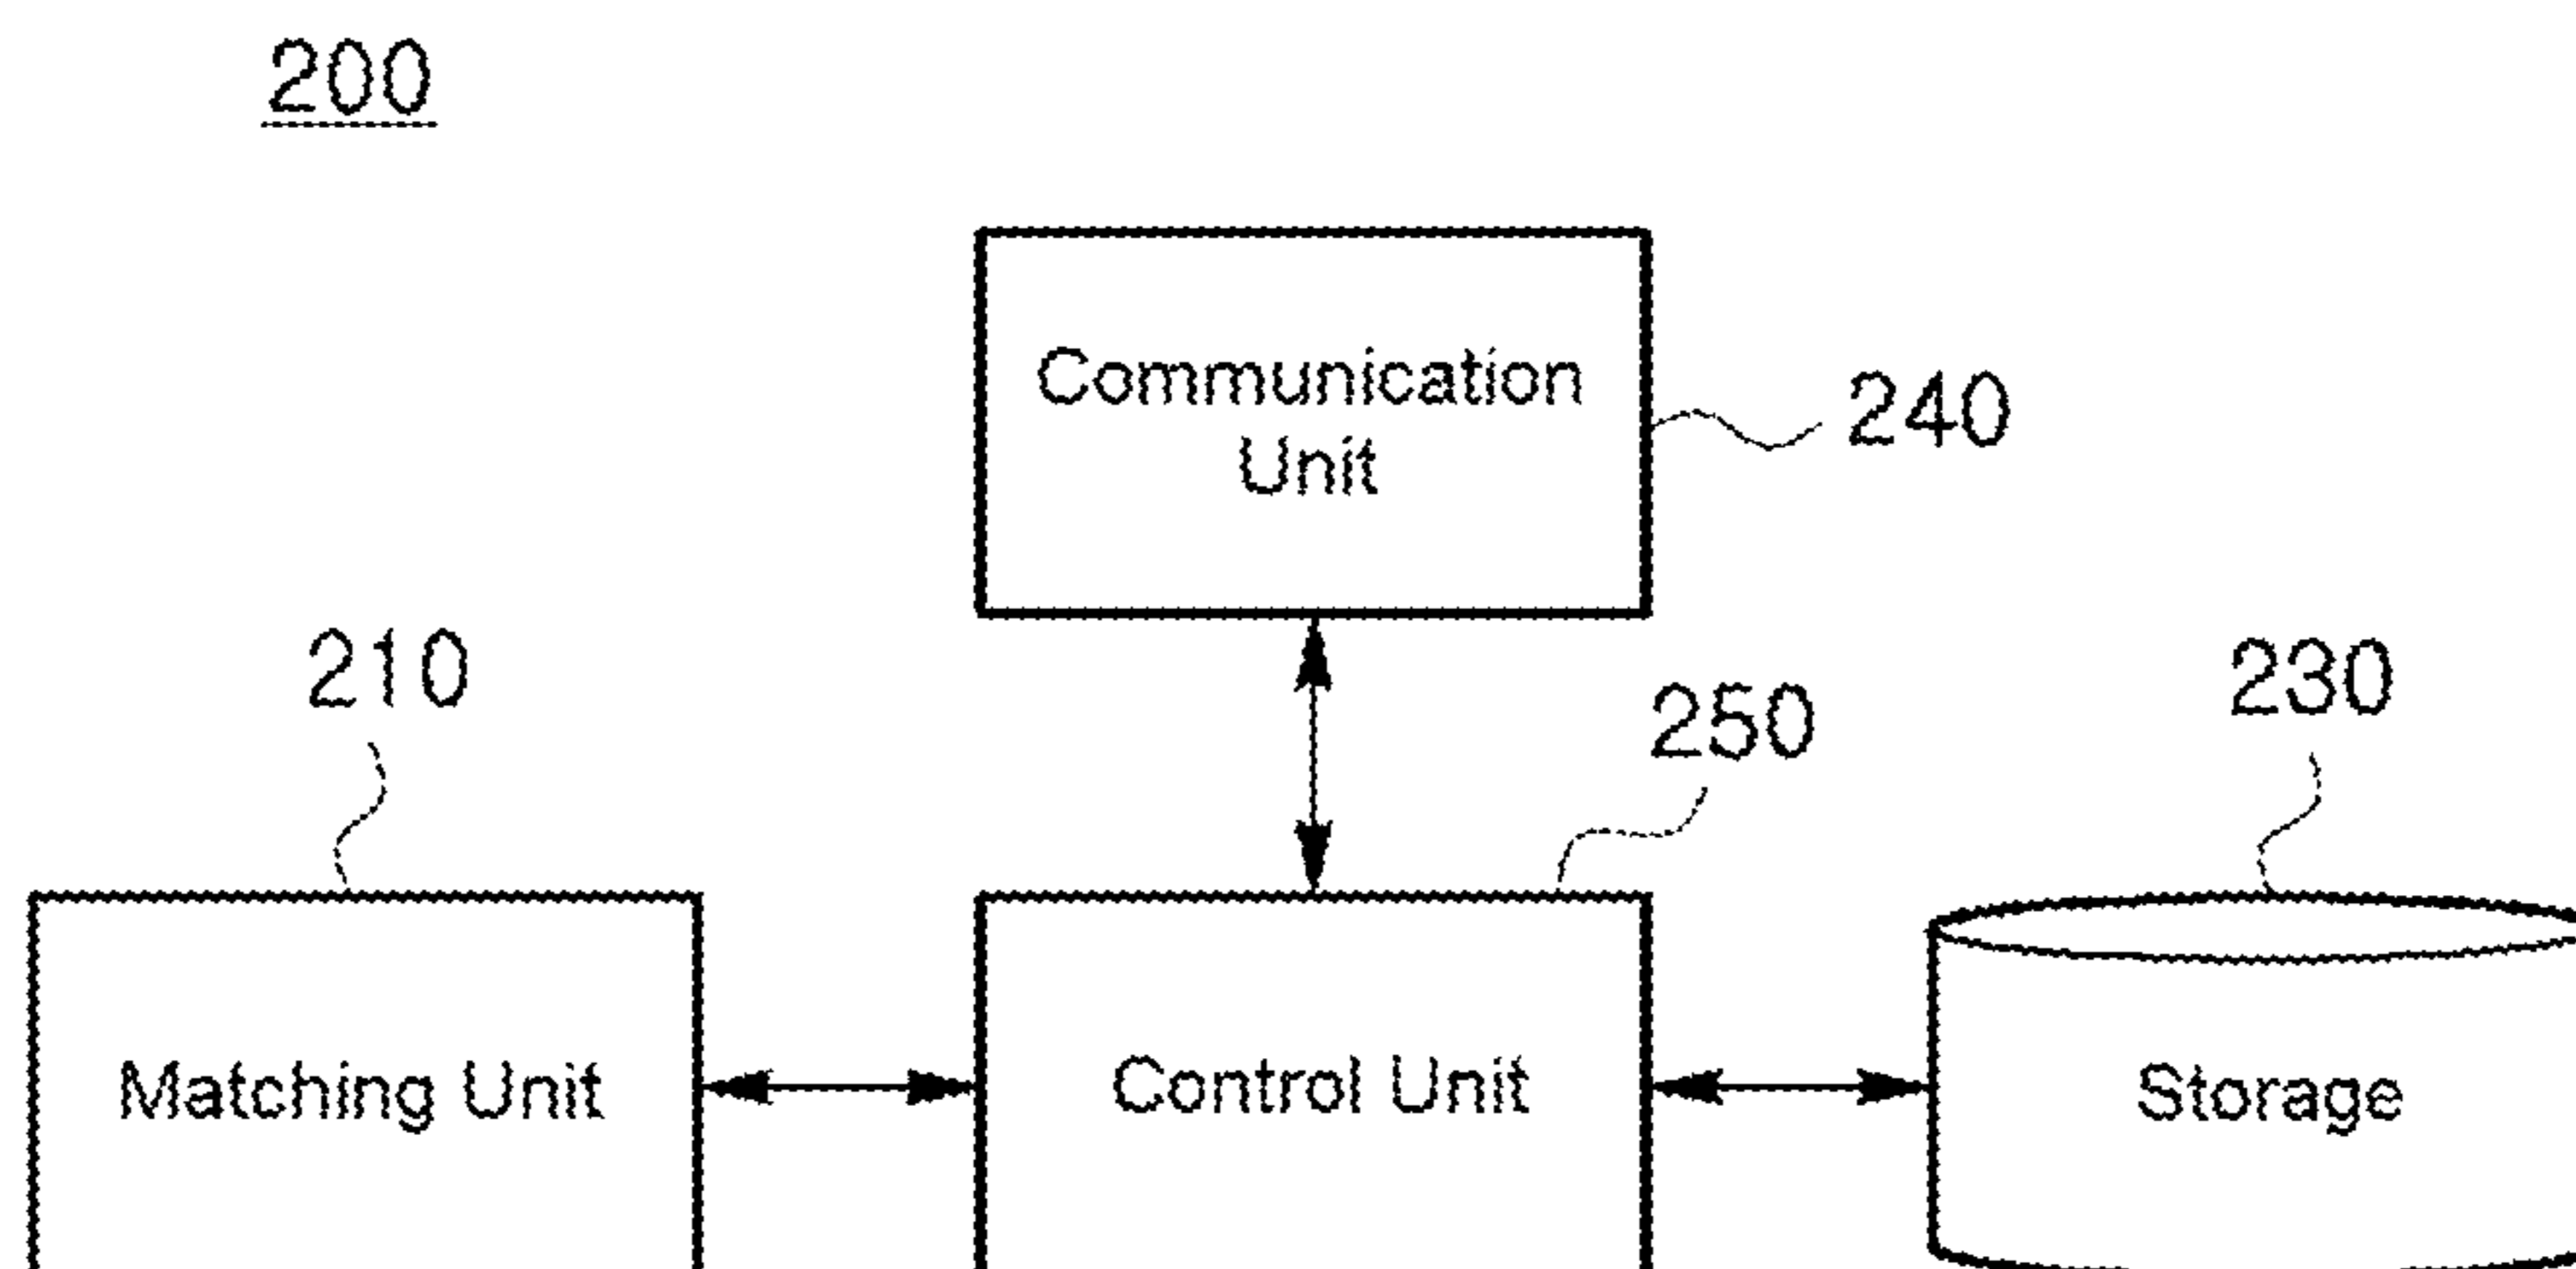 200
Communication
Unit
240
210
250
230
Matching Unit
Control Unit
Storage